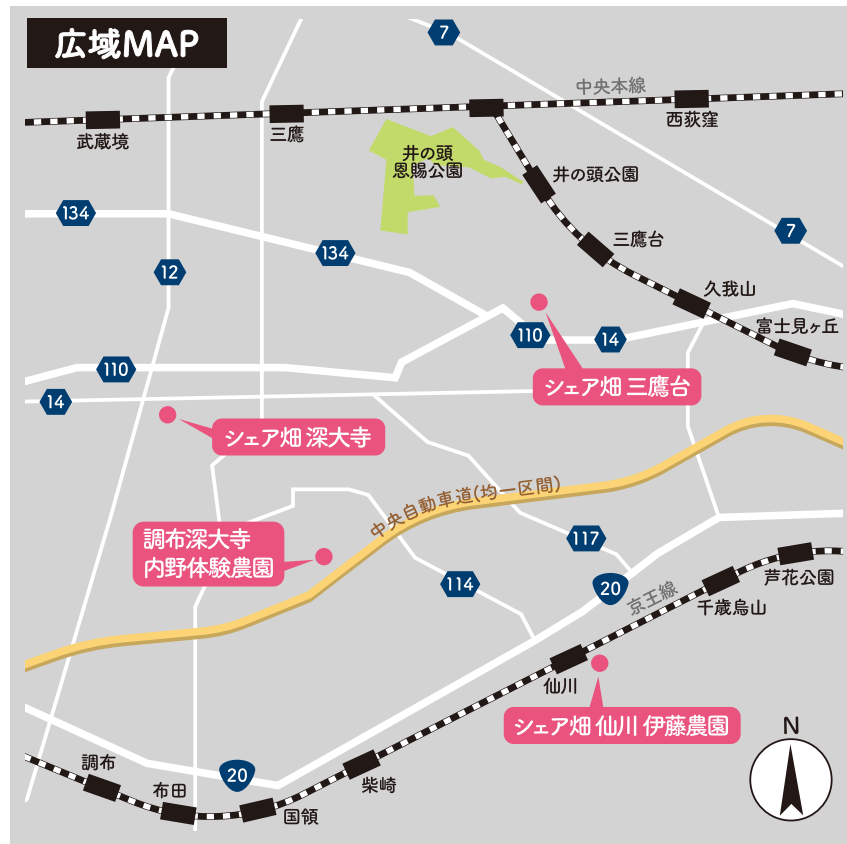 広域MAP
7
中央本線
武蔵境
三鷹
西荻窪
井の頭
恩賜公園
井の頭公園
134
7
三鷹台
134
12
久我山
富士見ヶ丘
110
14
110
14
シェア畑 三鷹台
シェア畑 深大寺
中央自動車道(均一区間)
調布深大寺
内野体験農園
117
114
20
京王線
芦花公園
千歳烏山
仙川
シェア畑 仙川 伊藤農園
N
調布
20
布田
柴崎
国領